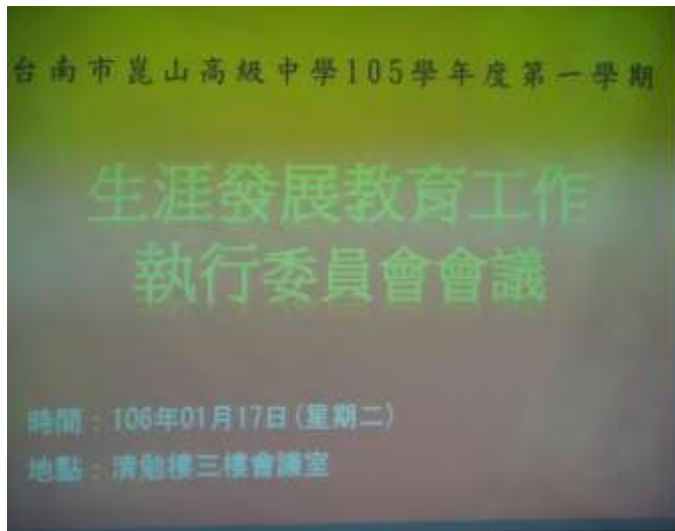 台南市崑山高級中學105學年度第一學期
生涯發展教育工作
執行委員會會議
時間：106年01月17日(星期二)
地點：清勉樓三樓會議室